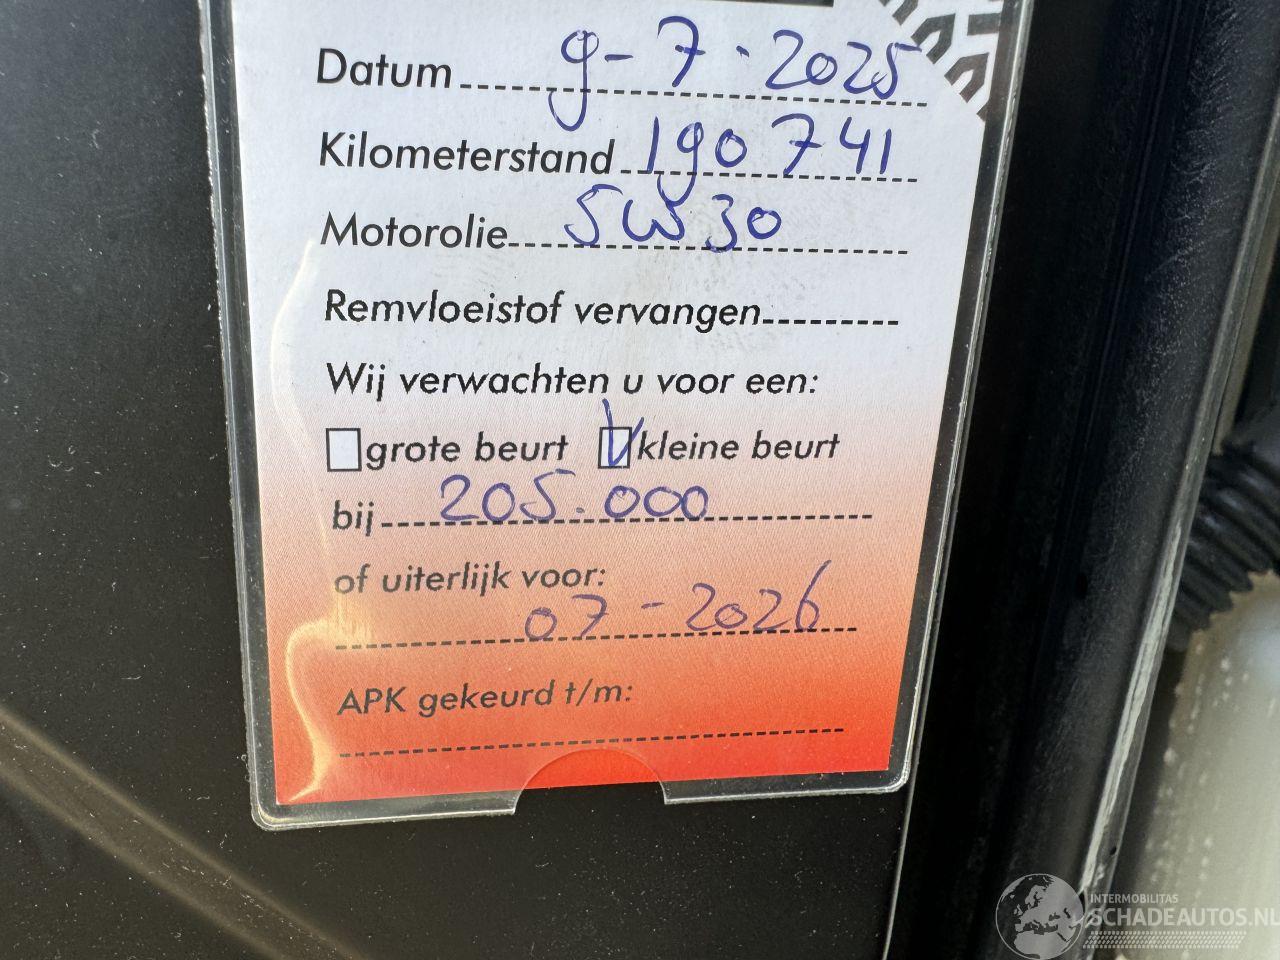 Datum 9-7-2025
Kilometerstand 190741
Motorolie 5W30
Remvloeistof vervangen
Wij verwachten u voor een:
grote beurt kleine beurt
bij 205.000
of uiterlijk voor:
07-2026
APK gekeurd t/m:
INTERMOBILITAS
SCHADEAUTOS.NL